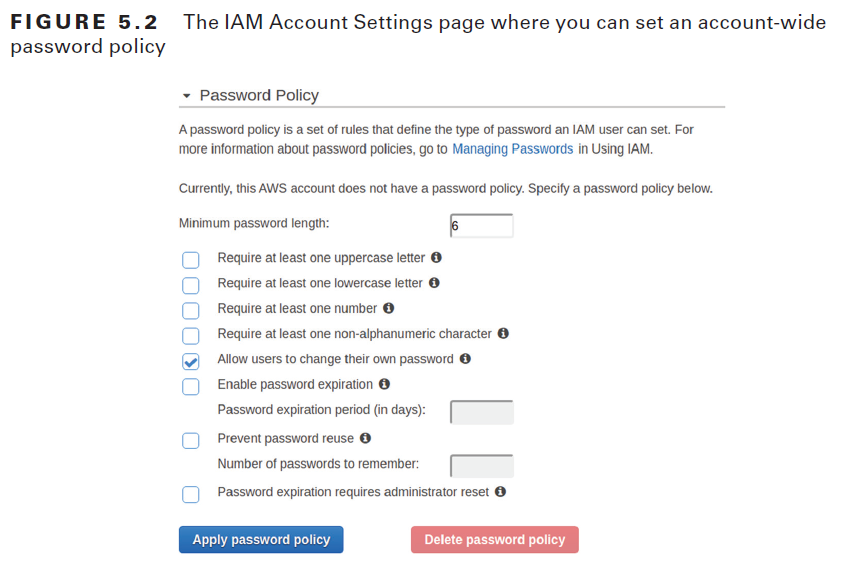 FIGURE 5.2 The IAM Account Settings page where you can set an account-wide
password policy
Password Policy
A password policy is a set of rules that define the type of password an IAM user can set. For
more information about password policies, go to Managing Passwords in Using IAM.
Currently, this AWS account does not have a password policy. Specify a password policy below.
Minimum password length: 6
Require at least one uppercase letter
Require at least one lowercase letter
Require at least one number
Require at least one non-alphanumeric character
Allow users to change their own password
Enable password expiration
Password expiration period (in days):
Prevent password reuse
Number of passwords to remember:
Password expiration requires administrator reset
Apply password policy Delete password policy